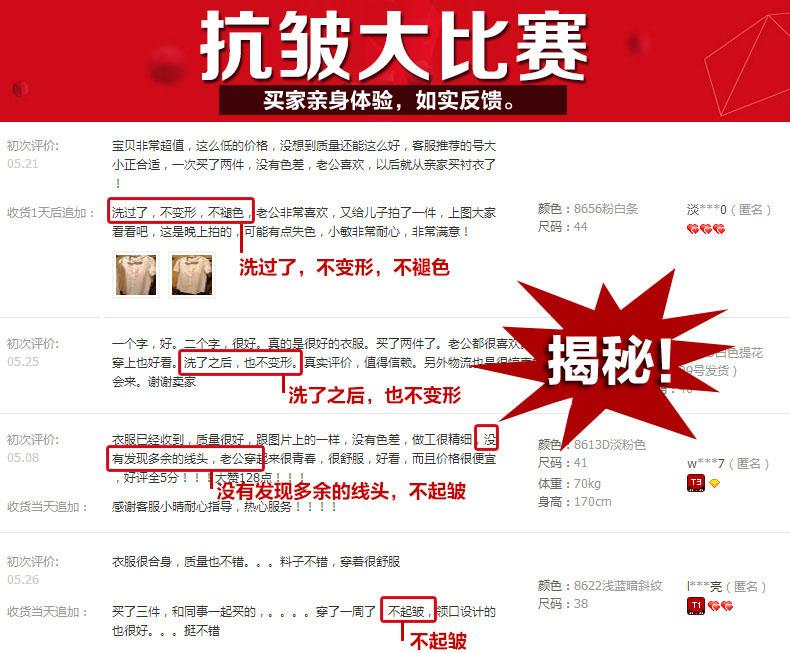 抗皱大比赛
买家亲身体验，如实反馈。
初次评价:
05.21
宝贝非常超值，这么低的价格，没想到质量还能这么好，客服推荐的号大
小正合适，一次买了两件，没有色差，老公喜欢，以后就从亲家买衬衣了
！
收货1天后追加：
洗过了，不变形，不褪色，老公非常喜欢，又给儿子拍了一件，上图大家
看看吧，这是晚上拍的，可能有点失色，小敏非常耐心，非常满意！
颜色：8656粉白条
尺码：44
淡***0（匿名）
洗过了，不变形，不褪色
初次评价:
05.25
一个字，好。二个字，很好。真的是很好的衣服。买了两件了。老公都很喜欢
穿上也好看。洗了之后，也不变形。真实评价，值得信赖。另外物流也是很
会来。谢谢卖家
白色提花
号发货）
揭秘!
洗了之后，也不变形
初次评价:
05.08
衣服已经收到，质量很好，跟图片上的一样，没有色差，做工很精细，没
有发现多余的线头，老公穿起来很青春，很舒服，好看，而且价格很便宜
，好评全5分！！！大赞128点！！！
颜色：8613D淡粉色
尺码：41
体重：70kg
身高：170cm
w***7（匿名）
T3
没有发现多余的线头，不起皱
收货当天追加：
感谢客服小晴耐心指导，热心服务！！！！
初次评价:
05.26
衣服很合身，质量也不错。。。料子不错，穿着很舒服
收货当天追加：
买了三件，和同事一起买的，。。。。穿了一周了，不起皱，领口设计的
也很好。。。挺不错
颜色：8622浅蓝暗斜纹
尺码：38
l***亮（匿名）
T1
不起皱